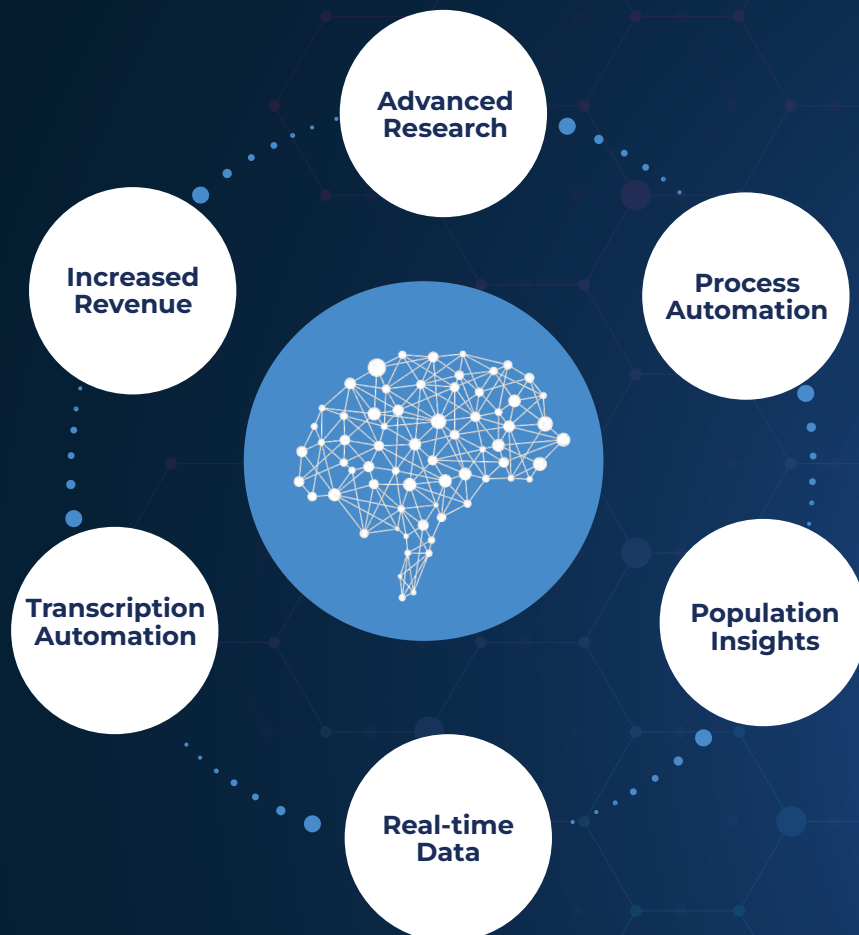 Advanced
Research
Increased
Revenue
Process
Automation
Transcription
Automation
Population
Insights
Real-time
Data